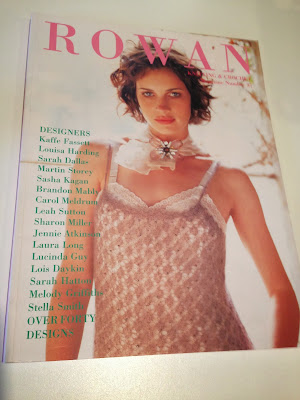 ROWAN
DESIGNERS
Kaffe Fassett
Louisa Harding
Sarah Dallas
Martin Storey
Sasha Kagan
Brandon Mably
Carol Meldrum
Leah Sutton
Sharon Miller
Jennie Atkinson
Laura Long
Lucinda Guy
Lois Daykin
Sarah Hatton
Melody Griffiths
Stella Smith
OVER FORTY
DESIGNS